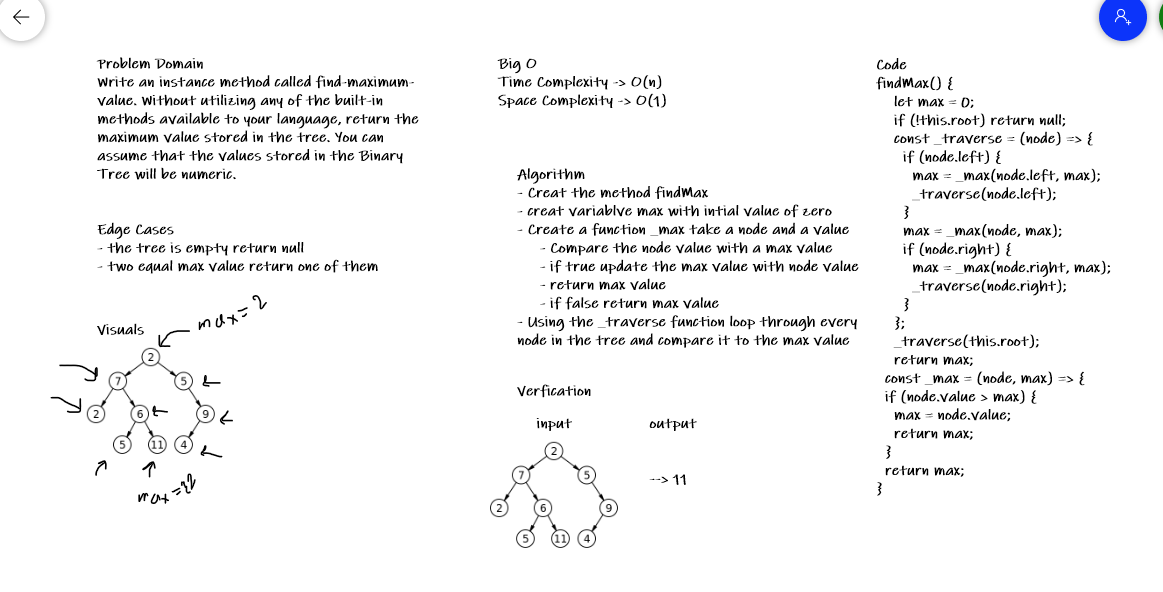 Problem Domain
Write an instance method called find-maximum-
value. Without utilizing any of the built-in
methods available to your language, return the
maximum value stored in the tree. You can
assume that the values stored in the Binary
Tree will be numeric.
Edge Cases
- the tree is empty return null
- two equal max value return one of them
Visuals
max=2
2
7 5
2 6 9
5 11 4
Big O
Time Complexity -> O(n)
Space Complexity -> O(1)
Algorithm
- Creat the method findMax
- creat variablve max with intial value of zero
- Create a function _max take a node and a value
- Compare the node value with a max value
- if true update the max value with node value
- return max value
- if false return max value
- Using the _traverse function loop through every
node in the tree and compare it to the max value
Verfication
input output
2
7 5
2 6 9
5 11 4
--> 11
Code
findMax() {
let max = 0;
if (!this.root) return null;
const _traverse = (node) => {
if (node.left) {
max = _max(node.left, max);
_traverse(node.left);
}
max = _max(node, max);
if (node.right) {
max = _max(node.right, max);
_traverse(node.right);
}
};
_traverse(this.root);
return max;
const _max = (node, max) => {
if (node.value > max) {
max = node.value;
return max;
}
return max;
}